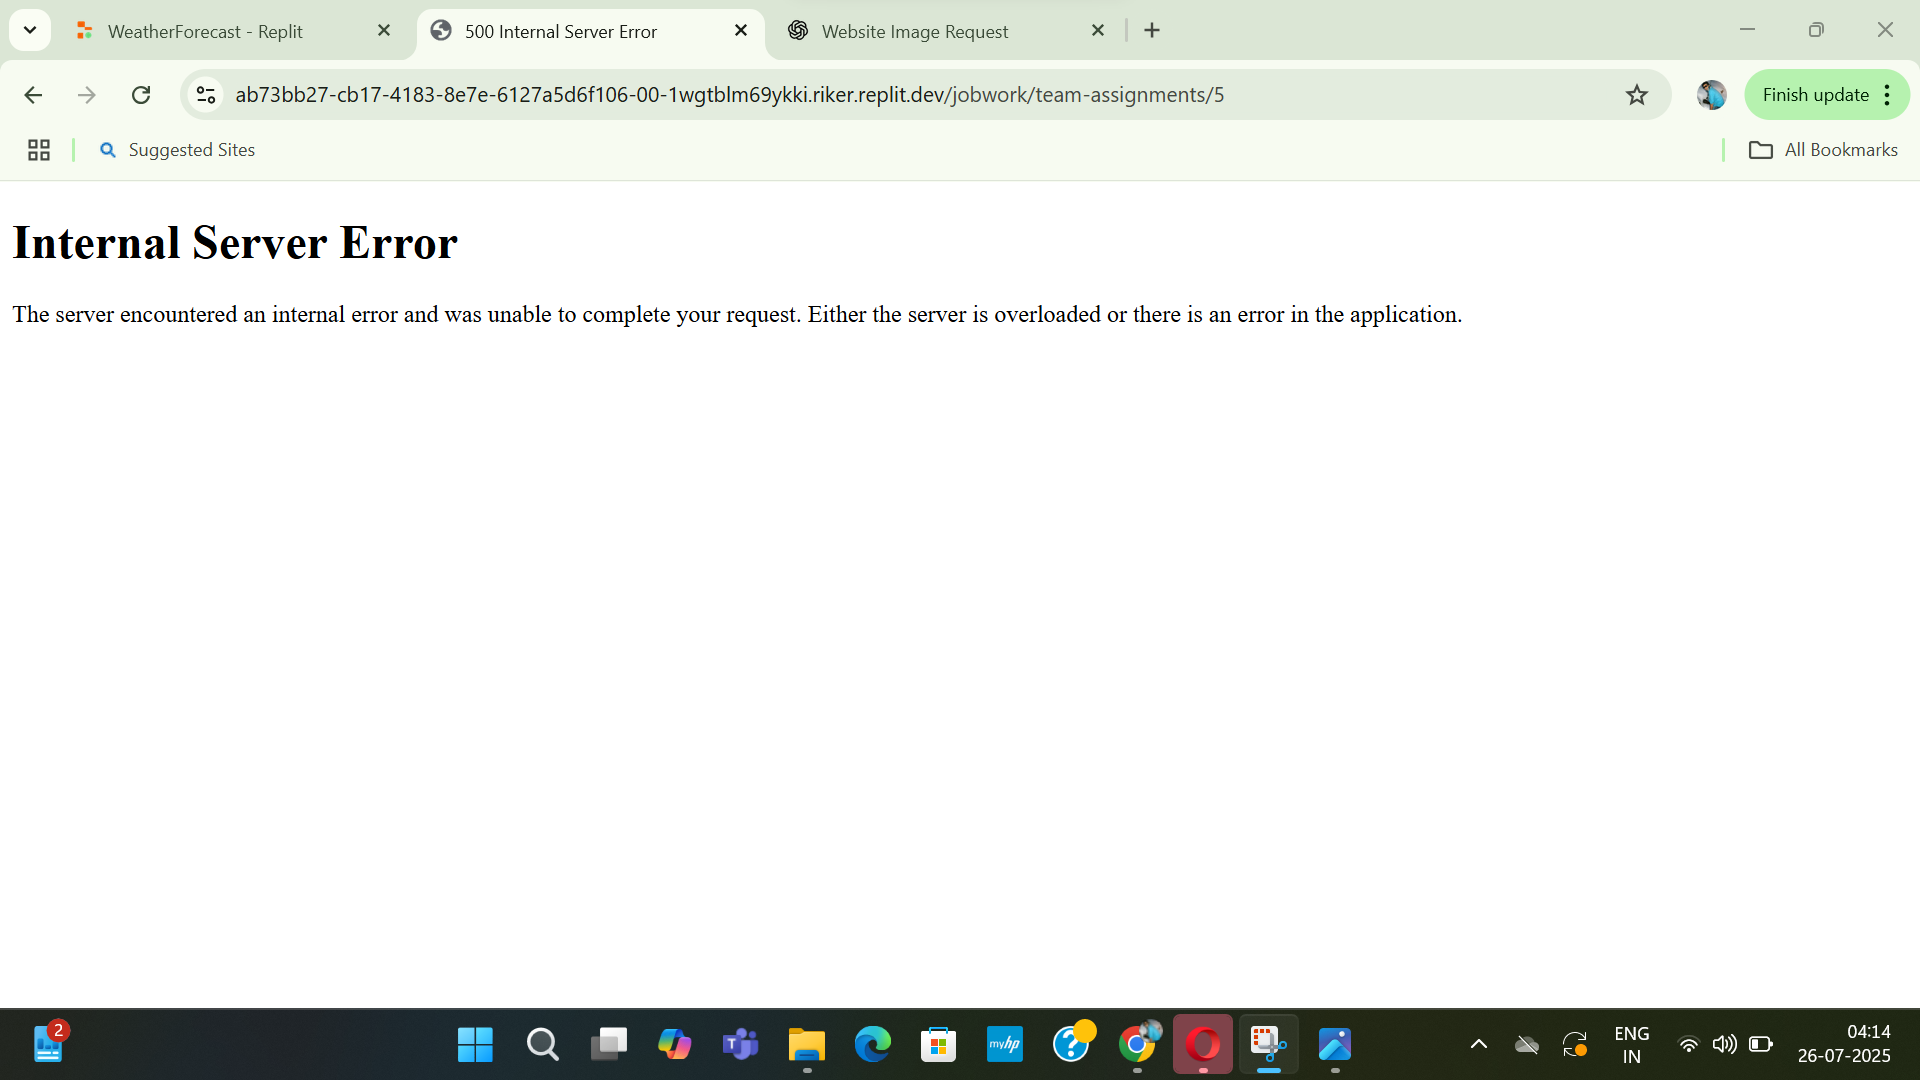 WeatherForecast - Replit
500 Internal Server Error
Website Image Request
ab73bb27-cb17-4183-8e7e-6127a5d6f106-00-1wgtblm69ykki.riker.replit.dev/jobwork/team-assignments/5
Finish update
Suggested Sites
All Bookmarks
Internal Server Error
The server encountered an internal error and was unable to complete your request. Either the server is overloaded or there is an error in the application.
2
T
myhp
?
ENG
IN
04:14
26-07-2025